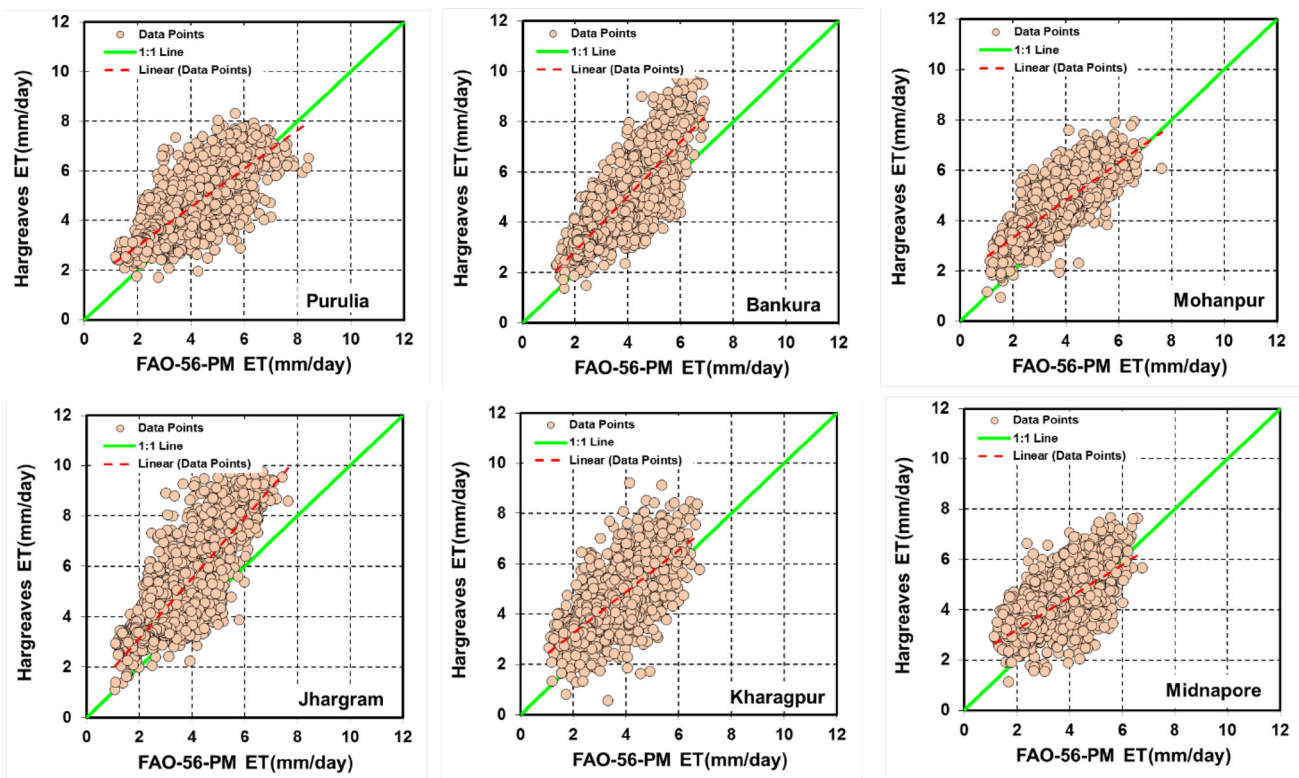 12
10
8
6
4
2
0
Hargreaves ET(mm/day)
Data Points
1:1 Line
Linear (Data Points)
Purulia
0 2 4 6 8 10 12
FAO-56-PM ET(mm/day)
12
10
8
6
4
2
0
Hargreaves ET(mm/day)
Data Points
1:1 Line
Linear (Data Points)
Bankura
0 2 4 6 8 10 12
FAO-56-PM ET(mm/day)
12
10
8
6
4
2
0
Hargreaves ET(mm/day)
Data Points
1:1 Line
Linear (Data Points)
Mohanpur
0 2 4 6 8 10 12
FAO-56-PM ET(mm/day)
12
10
8
6
4
2
0
Hargreaves ET(mm/day)
Data Points
1:1 Line
Linear (Data Points)
Jhargram
0 2 4 6 8 10 12
FAO-56-PM ET(mm/day)
12
10
8
6
4
2
0
Hargreaves ET(mm/day)
Data Points
1:1 Line
Linear (Data Points)
Kharagpur
0 2 4 6 8 10 12
FAO-56-PM ET(mm/day)
12
10
8
6
4
2
0
Hargreaves ET(mm/day)
Data Points
1:1 Line
Linear (Data Points)
Midnapore
0 2 4 6 8 10 12
FAO-56-PM ET(mm/day)